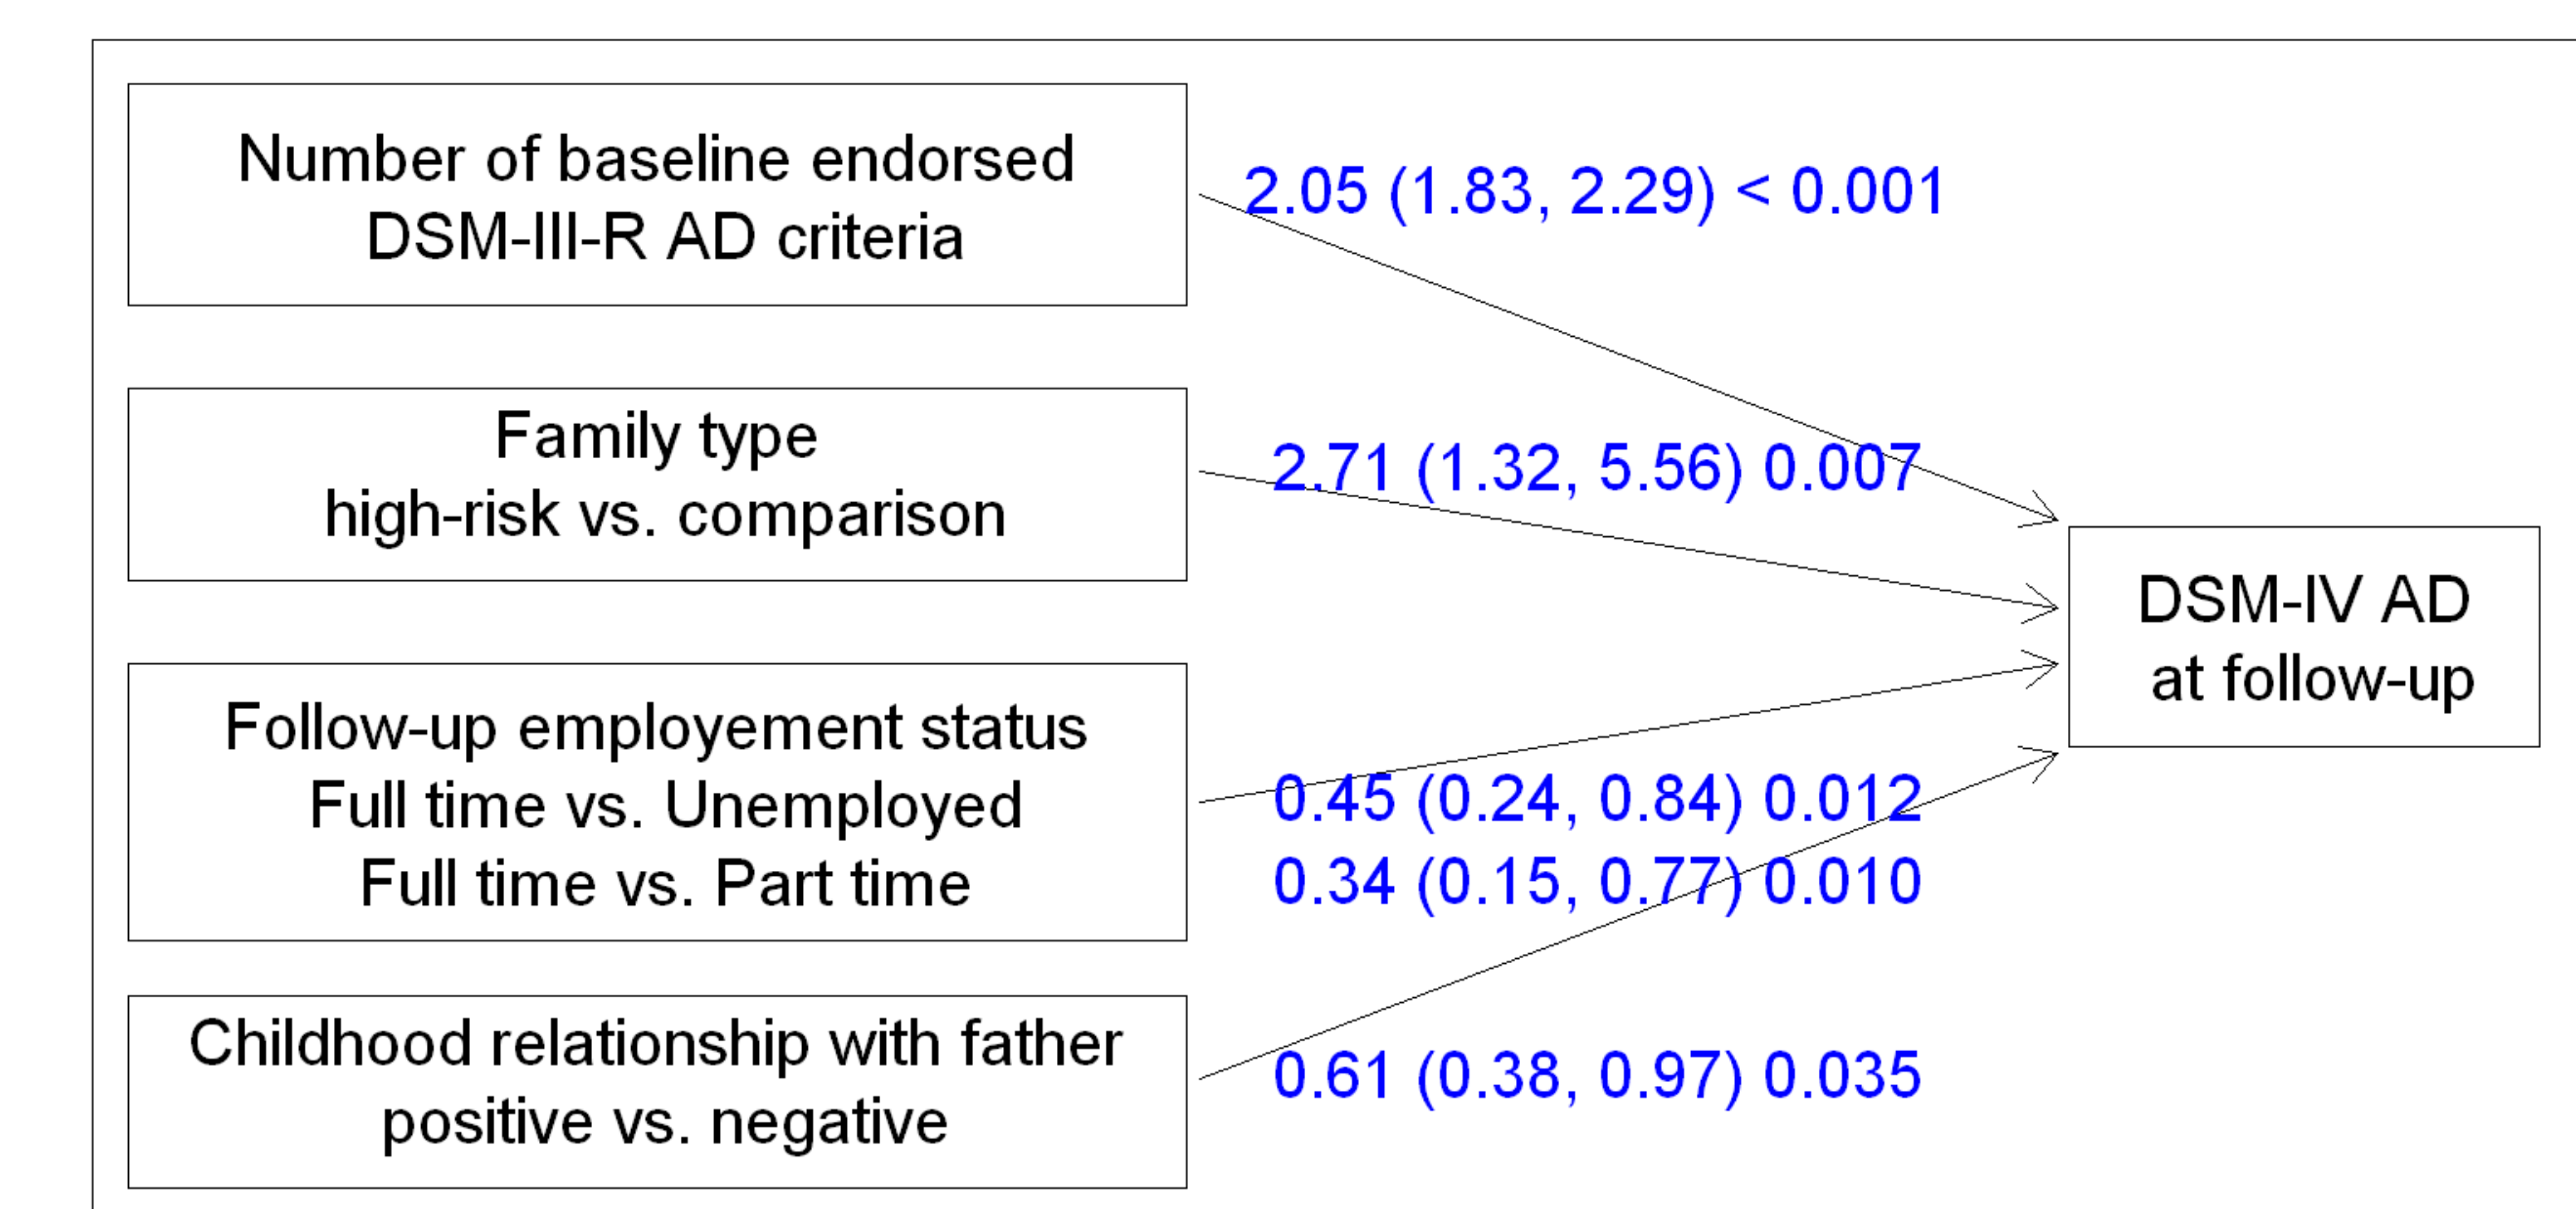 Number of baseline endorsed
DSM-III-R AD criteria
2.05 (1.83, 2.29) < 0.001
Family type
high-risk vs. comparison
2.71 (1.32, 5.56) 0.007
DSM-IV AD
at follow-up
Follow-up employement status
Full time vs. Unemployed
Full time vs. Part time
0.45 (0.24, 0.84) 0.012
0.34 (0.15, 0.77) 0.010
Childhood relationship with father
positive vs. negative
0.61 (0.38, 0.97) 0.035